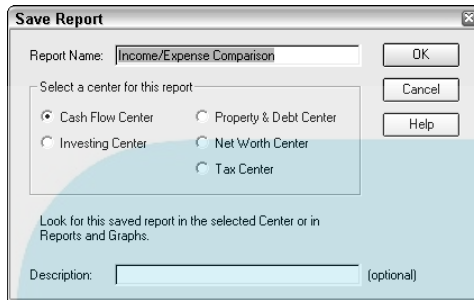 Save Report
Report Name: Income/Expense Comparison
OK
Select a center for this report
Cancel
Cash Flow Center
Property & Debt Center
Help
Investing Center
Net Worth Center
Tax Center
Look for this saved report in the selected Center or in
Reports and Graphs.
Description: (optional)